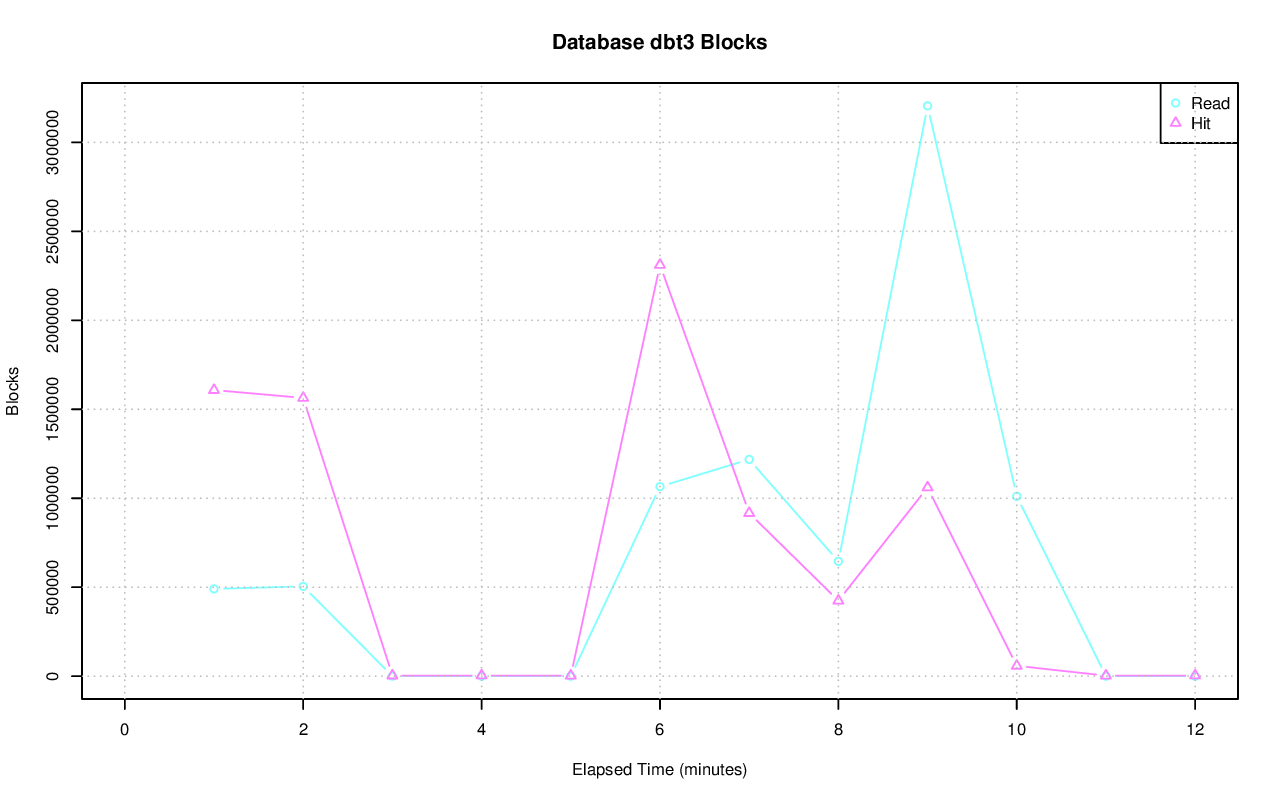 Database dbt3 Blocks
Read
Hit
Blocks
3000000
2500000
2000000
1500000
1000000
500000
0
0 2 4 6 8 10 12
Elapsed Time (minutes)